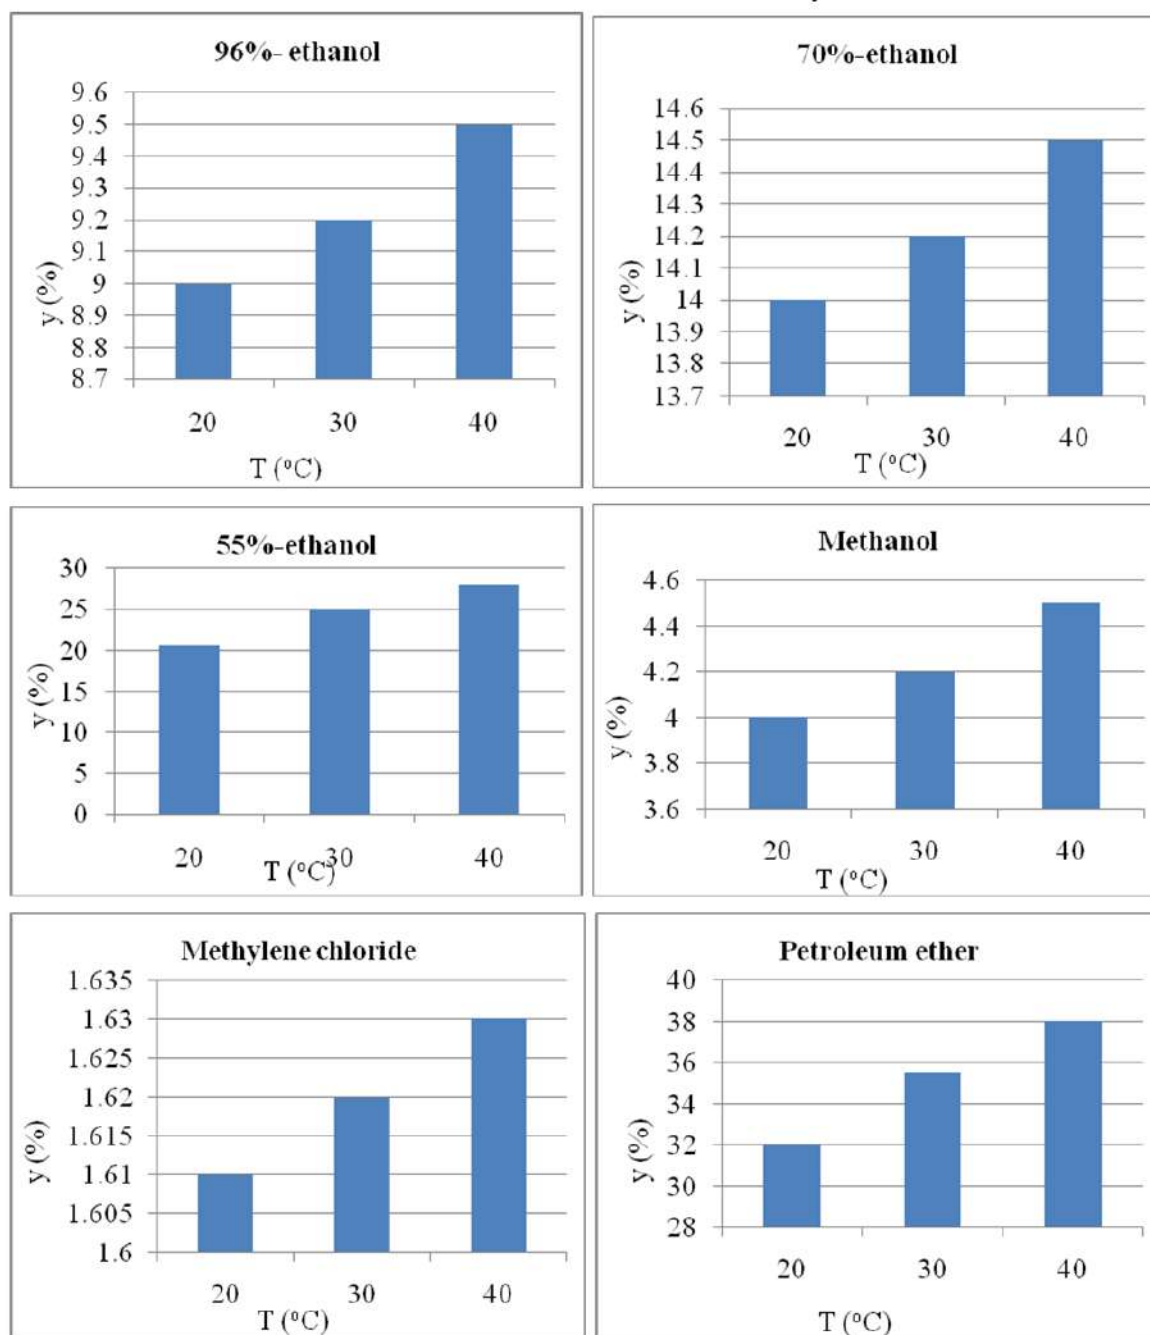 96%- ethanol
9.6
9.5
9.4
9.3
9.2
9.1
9
8.9
8.8
8.7
y (%)
20 30 40
T (°C)
70%-ethanol
14.6
14.5
14.4
14.3
14.2
14.1
14
13.9
13.8
13.7
y (%)
20 30 40
T (°C)
55%-ethanol
30
25
20
15
10
5
0
y (%)
20 30 40
T (°C)
Methanol
4.6
4.4
4.2
4
3.8
3.6
y (%)
20 30 40
T (°C)
Methylene chloride
1.635
1.63
1.625
1.62
1.615
1.61
1.605
1.6
y (%)
20 30 40
T (°C)
Petroleum ether
40
38
36
34
32
30
28
y (%)
20 30 40
T (°C)